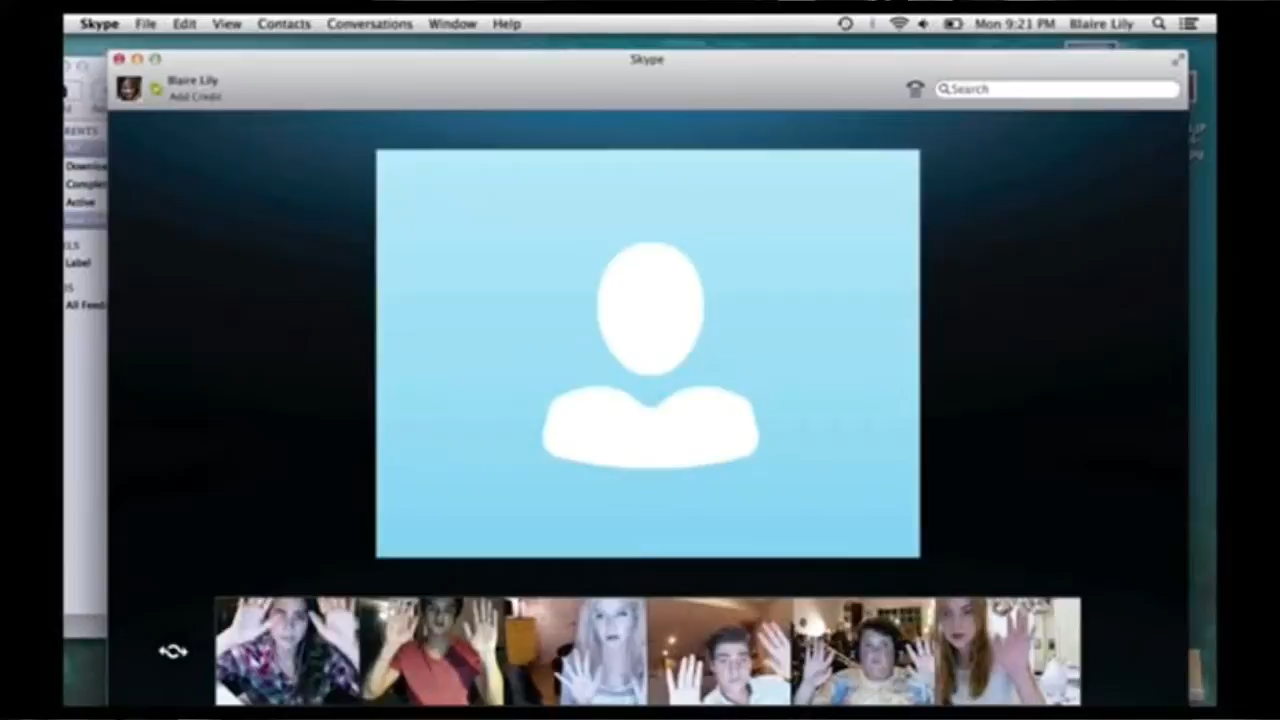 Skype File Edit View Contacts Conversations Window Help Mon 9:21 PM Blaire Lily
Skype
Blaire Lily
Add Credit
Search
Label
Active